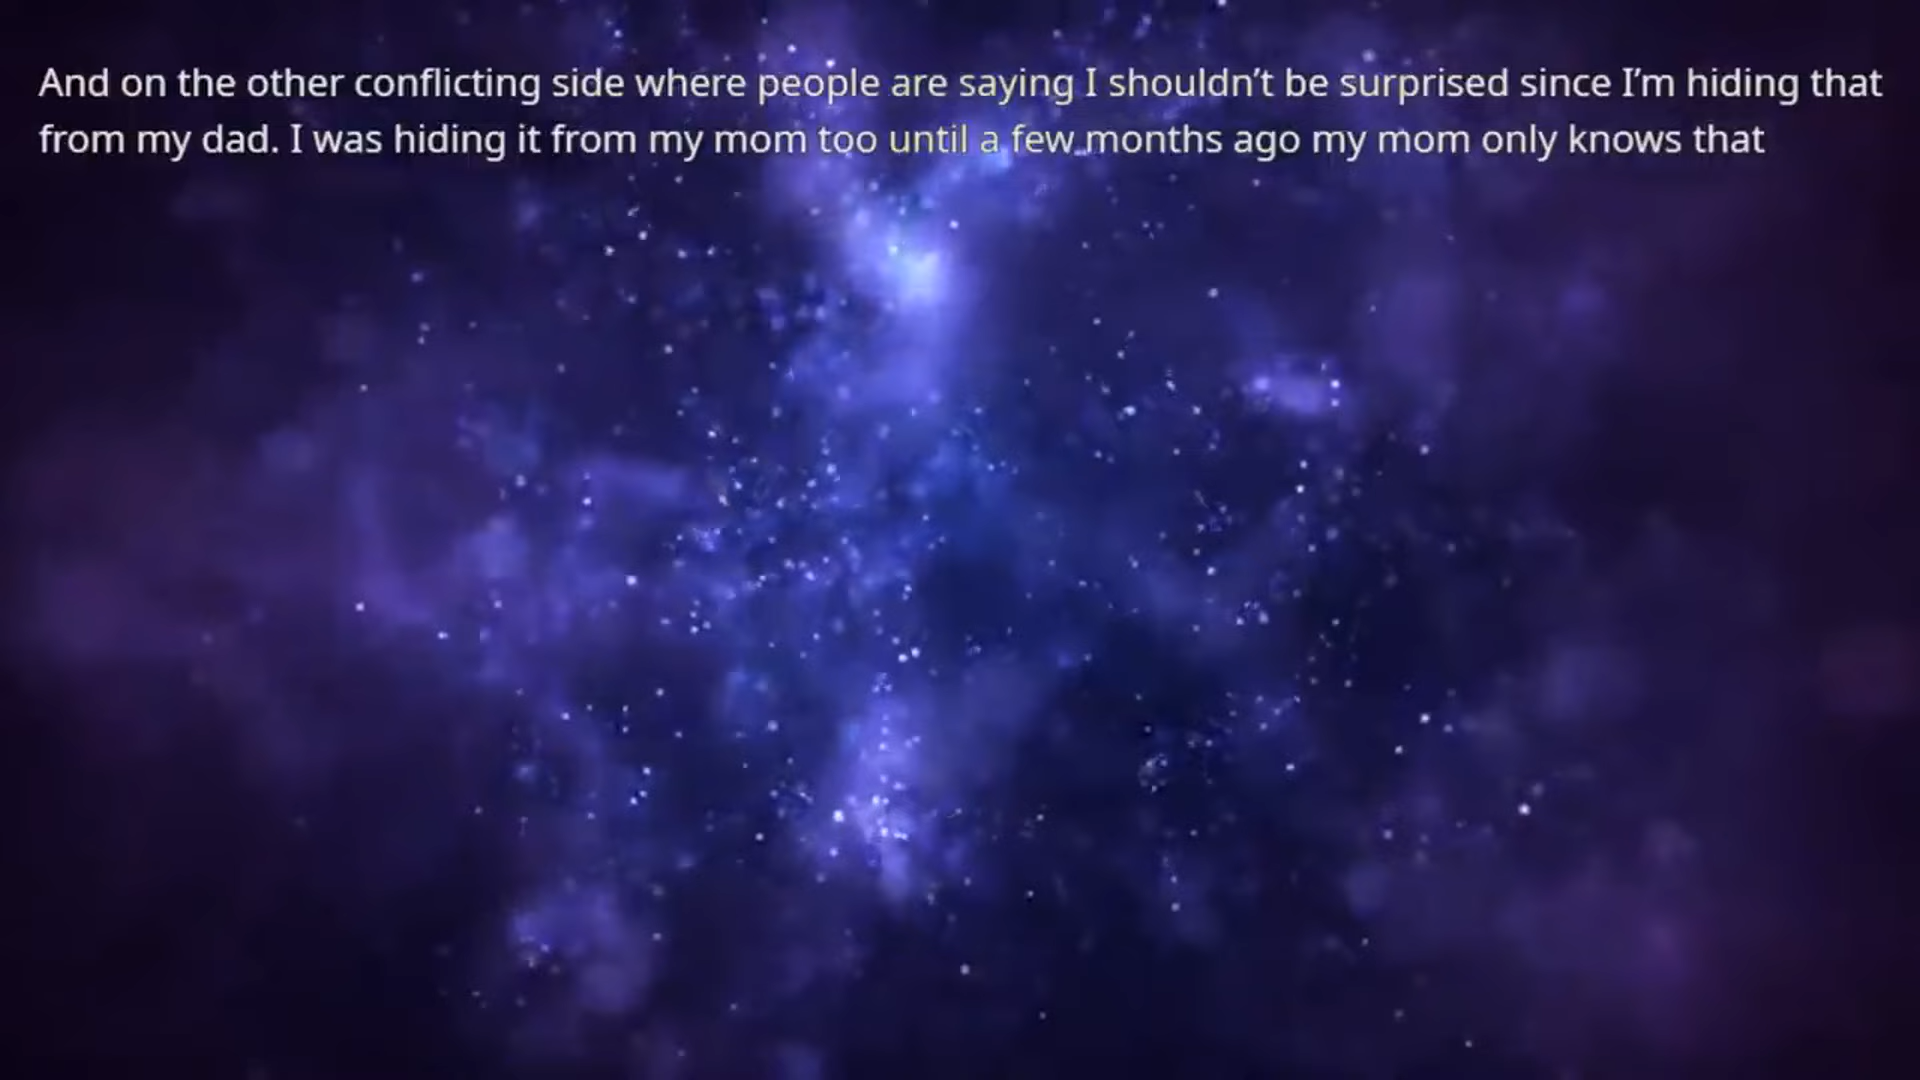 And on the other conflicting side where people are saying I shouldn’t be surprised since I’m hiding that
from my dad. I was hiding it from my mom too until a few months ago my mom only knows that